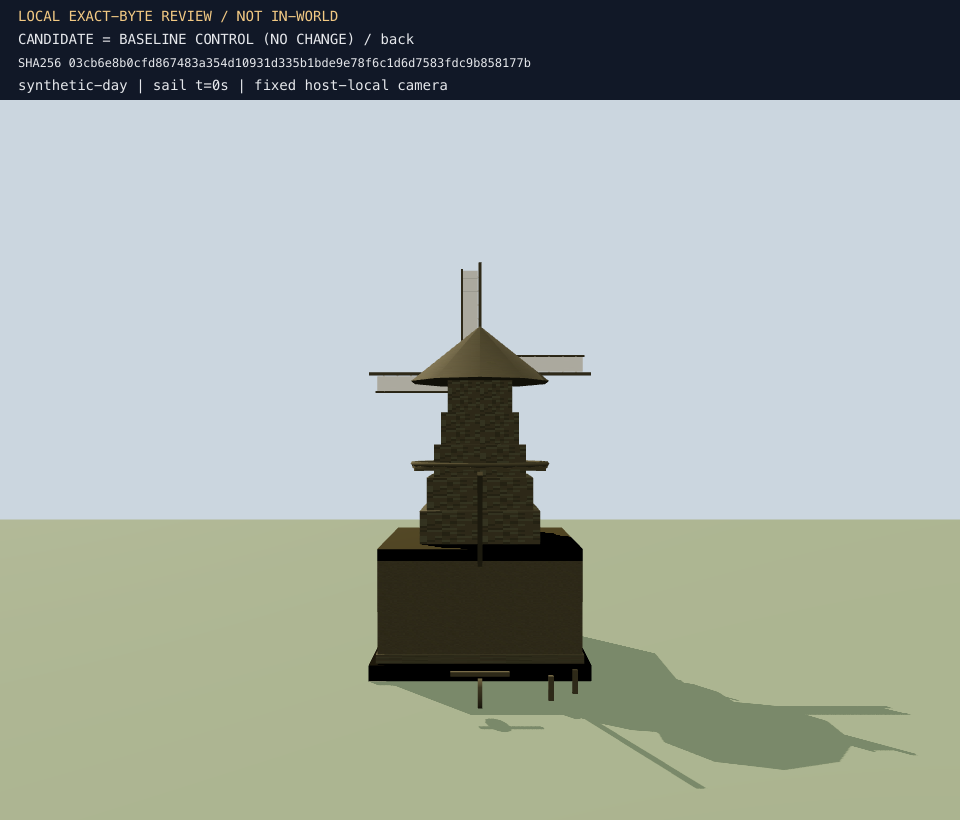 LOCAL EXACT-BYTE REVIEW / NOT IN-WORLD
CANDIDATE = BASELINE CONTROL (NO CHANGE) / back
SHA256 03cb6e8b0cfd867483a354d10931d335b1bde9e78f6c1d6d7583fdc9b858177b
synthetic-day | sail t=0s | fixed host-local camera